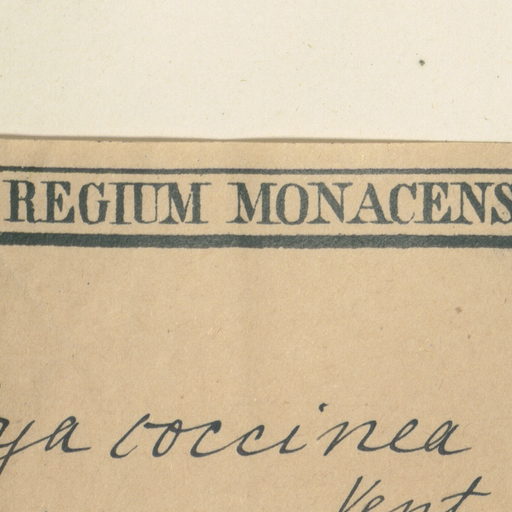 REGIUM MONACENS
ya coccinea
Vent